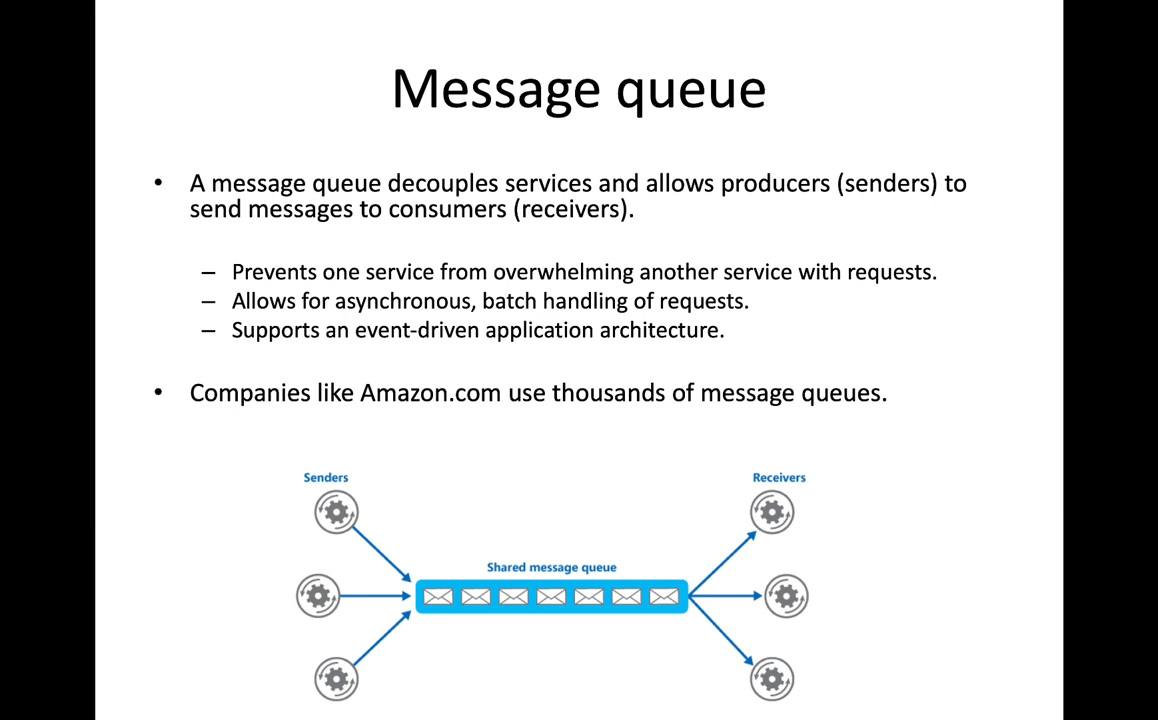 Message queue
• A message queue decouples services and allows producers (senders) to
send messages to consumers (receivers).
– Prevents one service from overwhelming another service with requests.
– Allows for asynchronous, batch handling of requests.
– Supports an event-driven application architecture.
• Companies like Amazon.com use thousands of message queues.
Senders
Receivers
Shared message queue